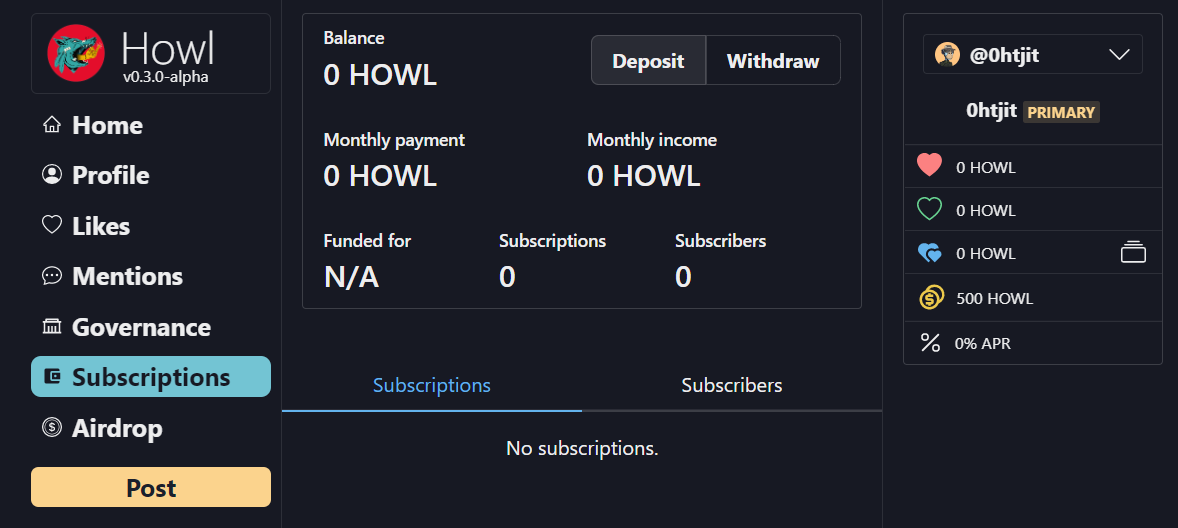 Howl
v0.3.0-alpha
Home
Profile
Likes
Mentions
Governance
Subscriptions
Airdrop
Post
Balance
0 HOWL
Deposit
Withdraw
Monthly payment
Monthly income
0 HOWL
0 HOWL
Funded for
Subscriptions
Subscribers
N/A
0
0
Subscriptions
Subscribers
No subscriptions.
@0htjit
0htjit PRIMARY
0 HOWL
0 HOWL
0 HOWL
500 HOWL
0% APR